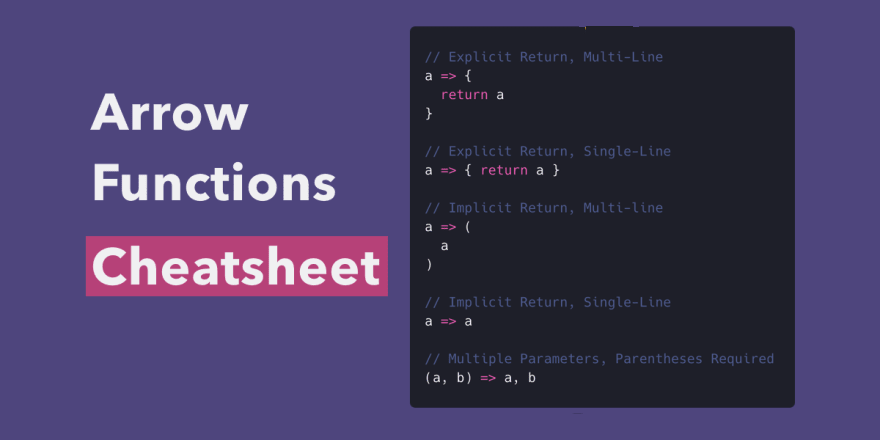 Arrow
Functions
Cheatsheet
// Explicit Return, Multi-Line
a => {
  return a
}
// Explicit Return, Single-Line
a => { return a }
// Implicit Return, Multi-line
a => (
  a
)
// Implicit Return, Single-Line
a => a
// Multiple Parameters, Parentheses Required
(a, b) => a, b